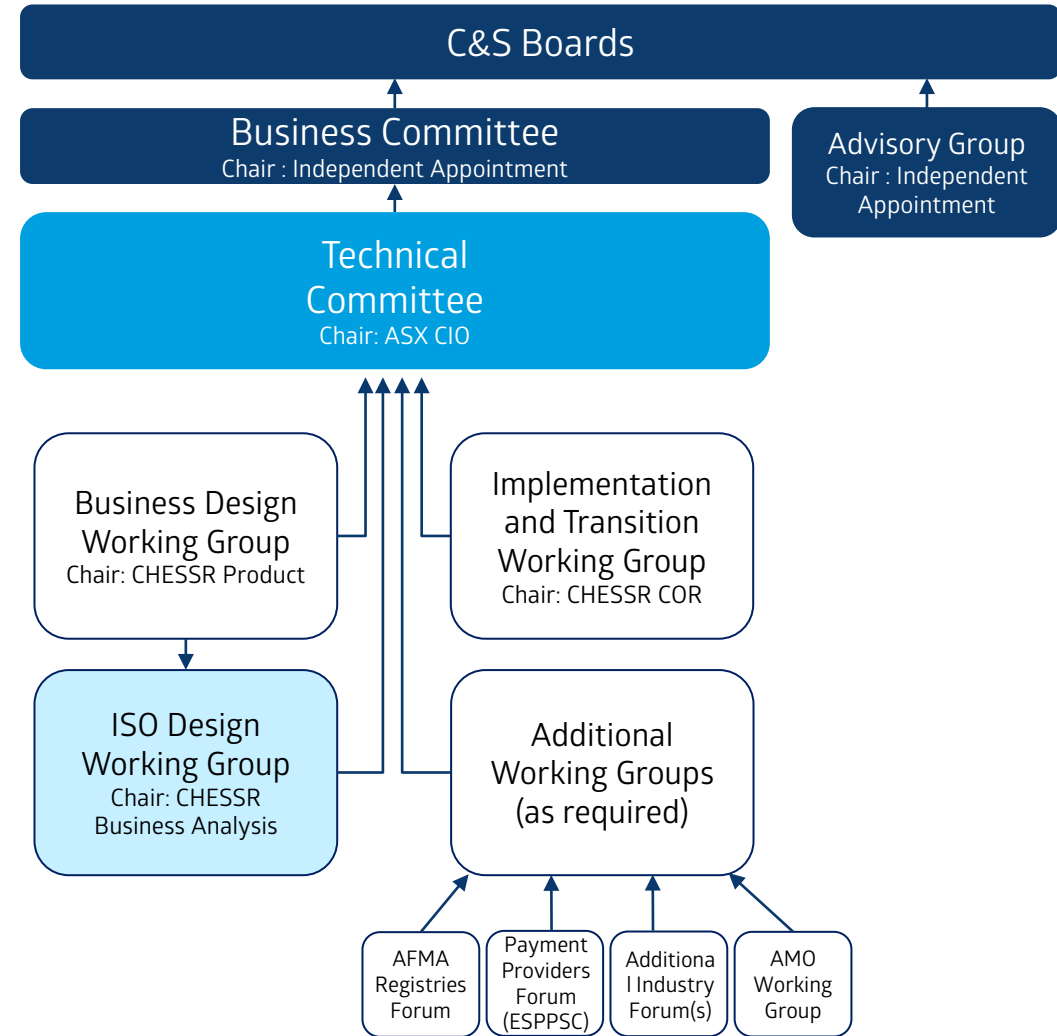 C&S Boards
Business Committee
Chair : Independent Appointment
Advisory Group
Chair : Independent
Appointment
Technical
Committee
Chair: ASX CIO
Business Design
Working Group
Chair: CHESSR Product
Implementation
and Transition
Working Group
Chair: CHESSR COR
ISO Design
Working Group
Chair: CHESSR
Business Analysis
Additional
Working Groups
(as required)
AFMA
Registries
Forum
Payment
Providers
Forum
(ESPPSC)
Additiona
l Industry
Forum(s)
AMO
Working
Group